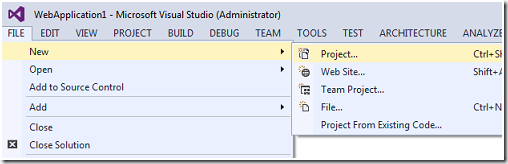 WebApplication1 - Microsoft Visual Studio (Administrator)
FILE EDIT VIEW PROJECT BUILD DEBUG TEAM TOOLS TEST ARCHITECTURE ANALYZE
New
Project... Ctrl+Sh
Open
Web Site... Shift+A
Add to Source Control
Team Project...
Add
File... Ctrl+N
Close
Project From Existing Code...
Close Solution